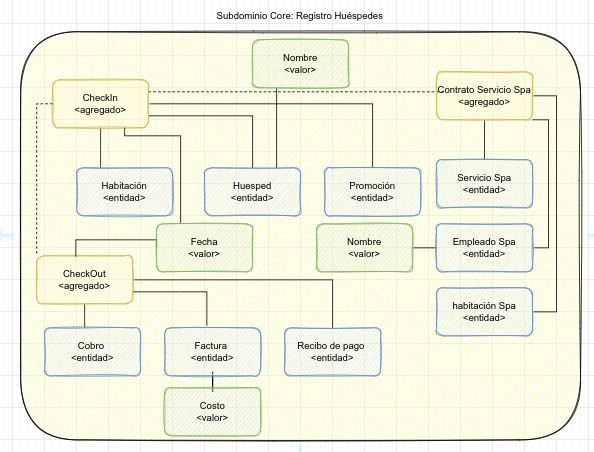 Subdominio Core: Registro Huéspedes
Nombre
<valor>
CheckIn
<agregado>
Contrato Servicio Spa
<agregado>
Habitación
<entidad>
Huesped
<entidad>
Promoción
<entidad>
Servicio Spa
<entidad>
Fecha
<valor>
Nombre
<valor>
Empleado Spa
<entidad>
CheckOut
<agregado>
habitación Spa
<entidad>
Cobro
<entidad>
Factura
<entidad>
Recibo de pago
<entidad>
Costo
<valor>